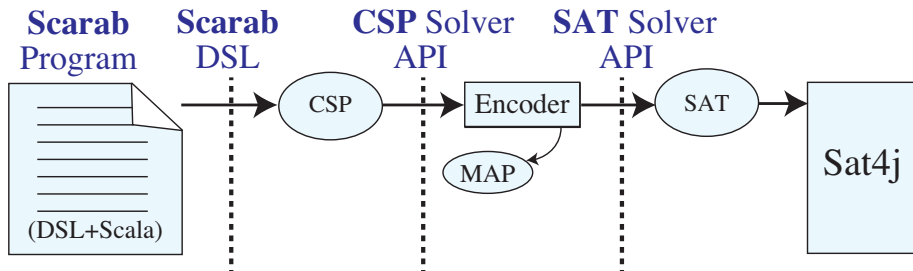 Scarab Program
Scarab DSL
CSP Solver API
SAT Solver API
CSP
Encoder
SAT
MAP
Sat4j
(DSL+Scala)